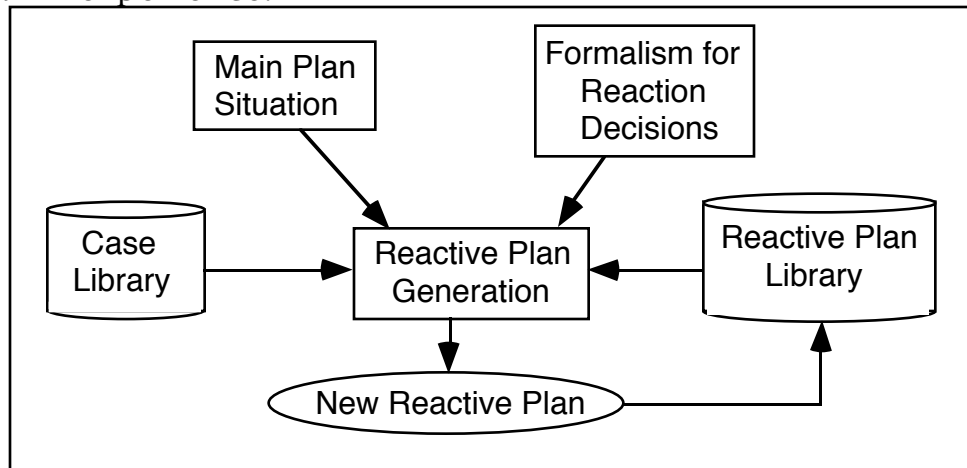 Main Plan
Situation
Formalism for
Reaction
Decisions
Case
Library
Reactive Plan
Generation
Reactive Plan
Library
New Reactive Plan